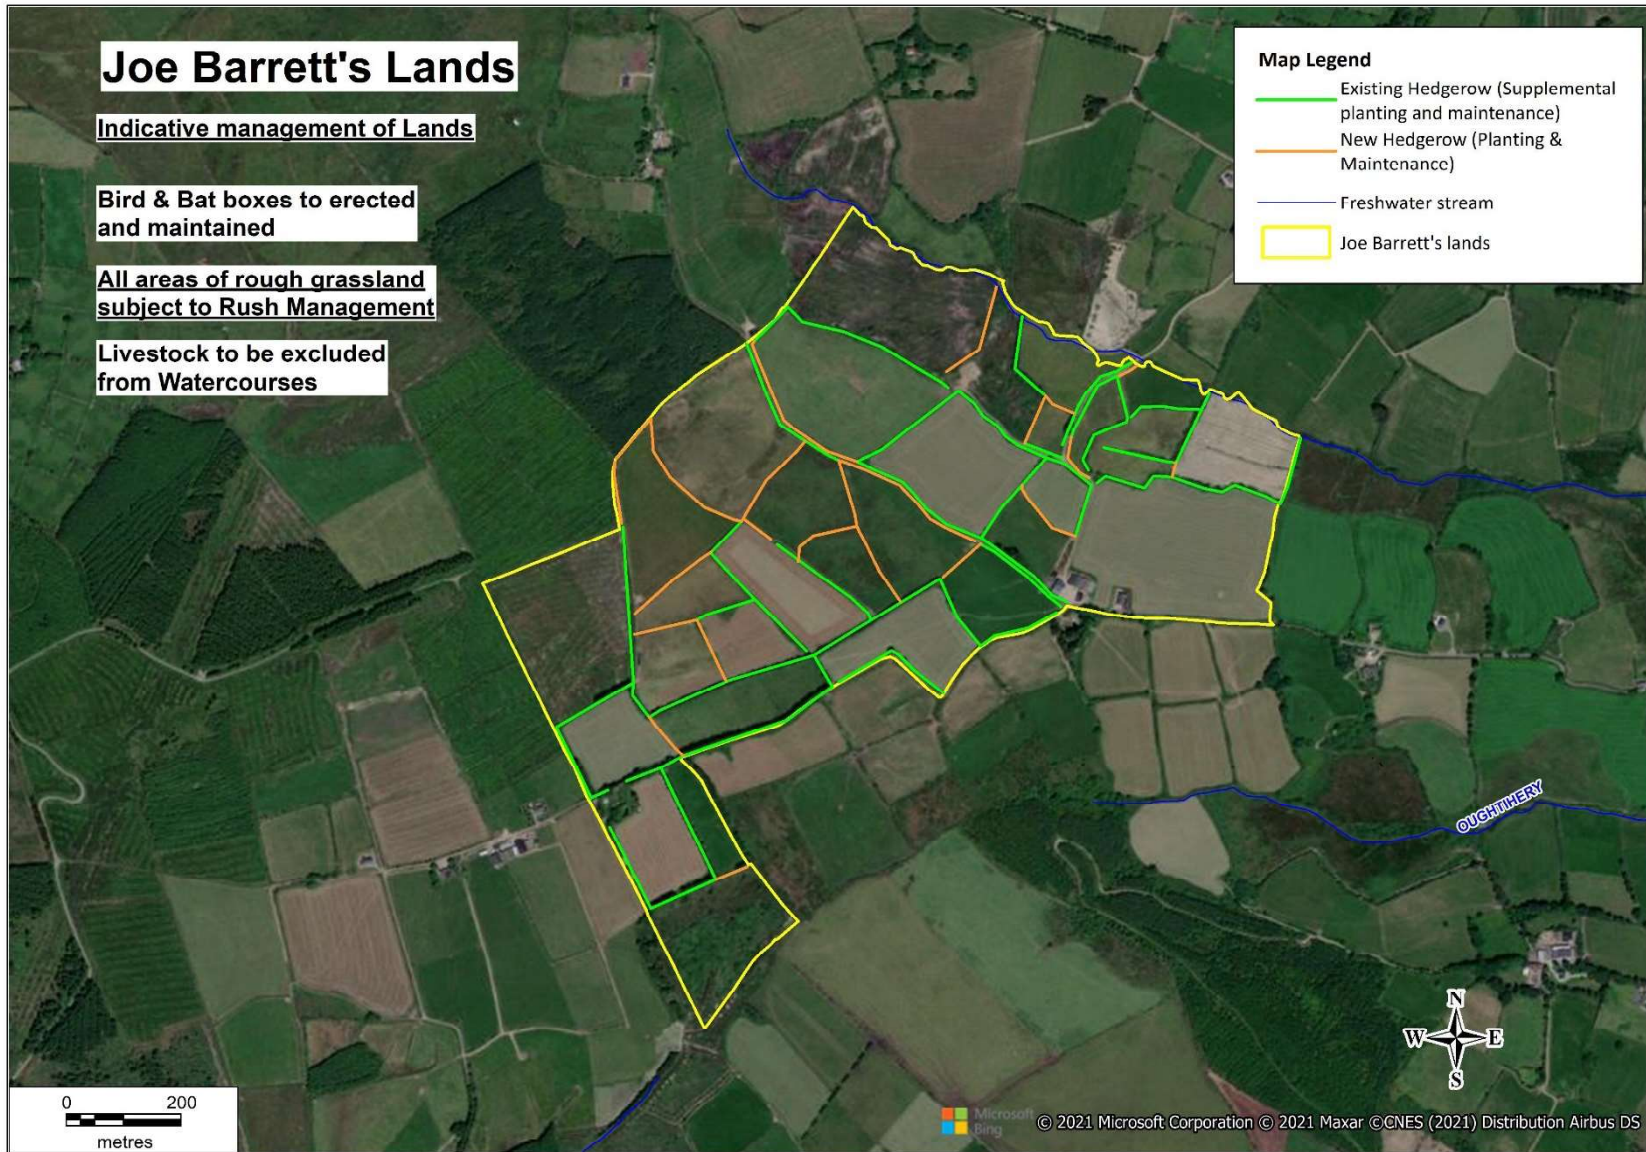 Joe Barrett's Lands
Indicative management of Lands
Bird & Bat boxes to erected
and maintained
All areas of rough grassland
subject to Rush Management
Livestock to be excluded
from Watercourses
Map Legend
Existing Hedgerow (Supplemental
planting and maintenance)
New Hedgerow (Planting &
Maintenance)
Freshwater stream
Joe Barrett's lands
OUGHTIHERY
N
W E
S
0 200
metres
Microsoft
Bing
© 2021 Microsoft Corporation © 2021 Maxar ©CNES (2021) Distribution Airbus DS